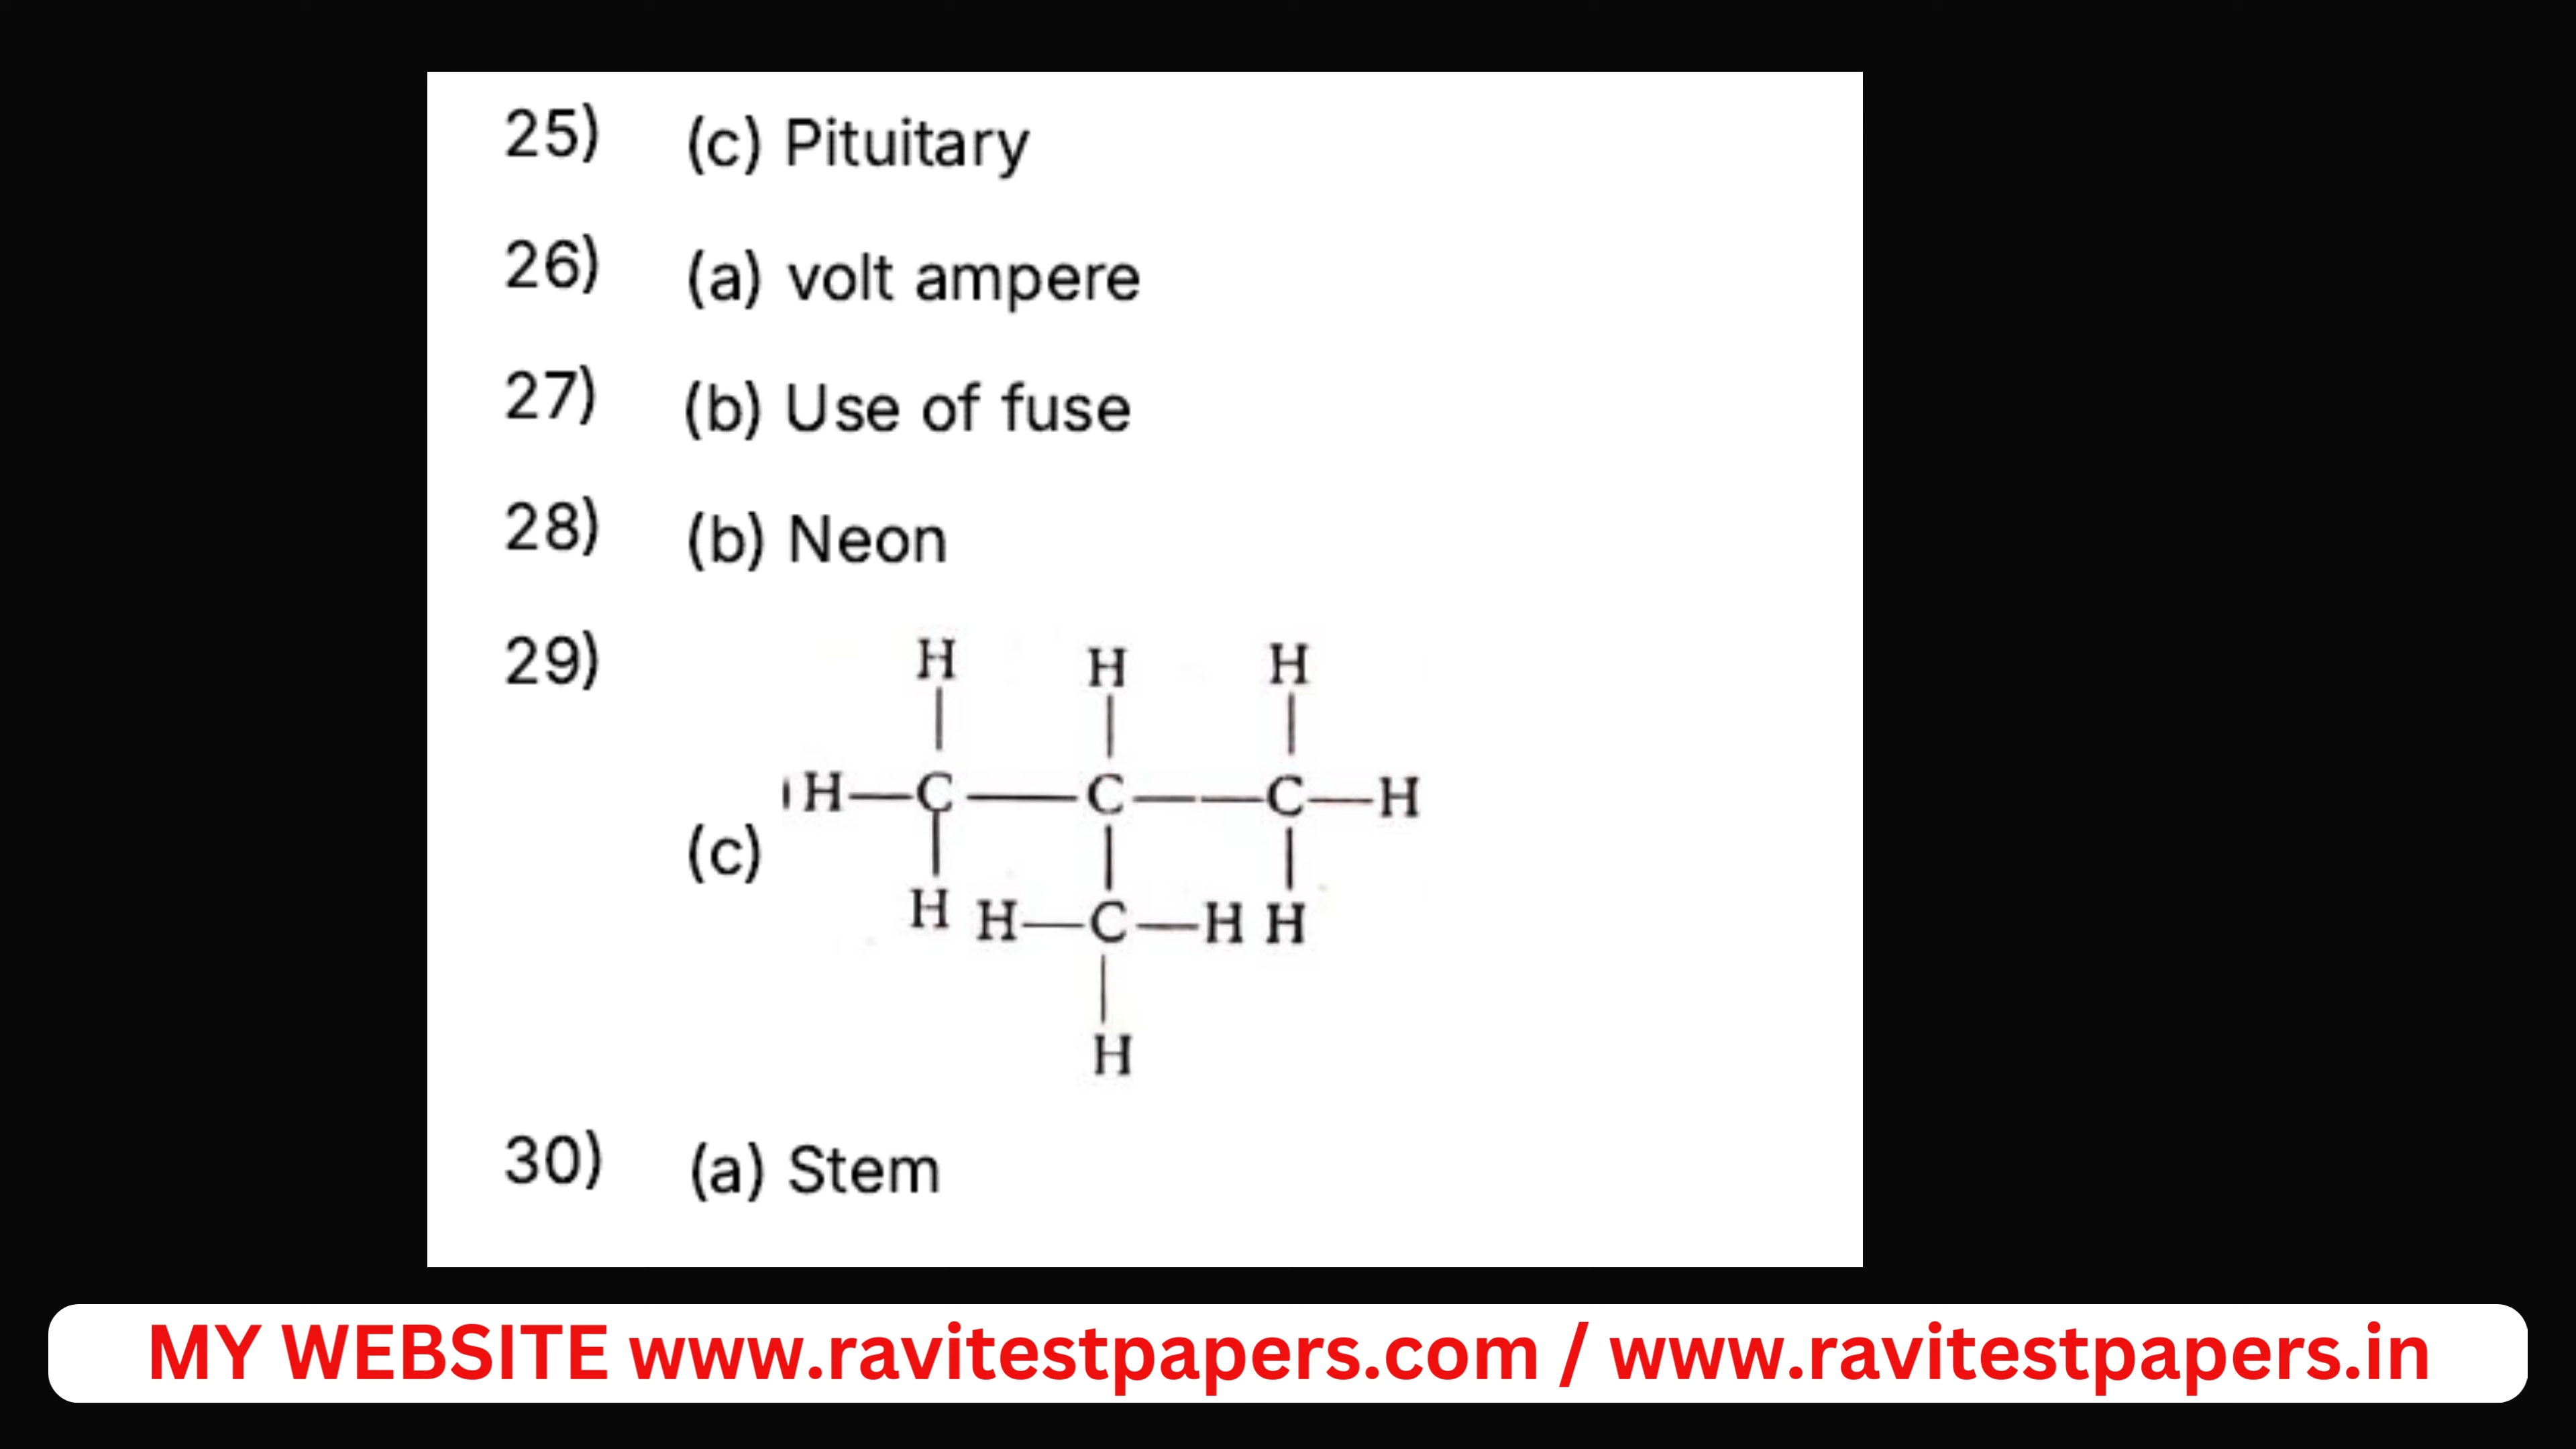 25) (c) Pituitary
26) (a) volt ampere
27) (b) Use of fuse
28) (b) Neon
29)
H H H
H—C—C—C—H
(c)
H H—C—H H
H
30) (a) Stem
MY WEBSITE www.ravitestpapers.com / www.ravitestpapers.in